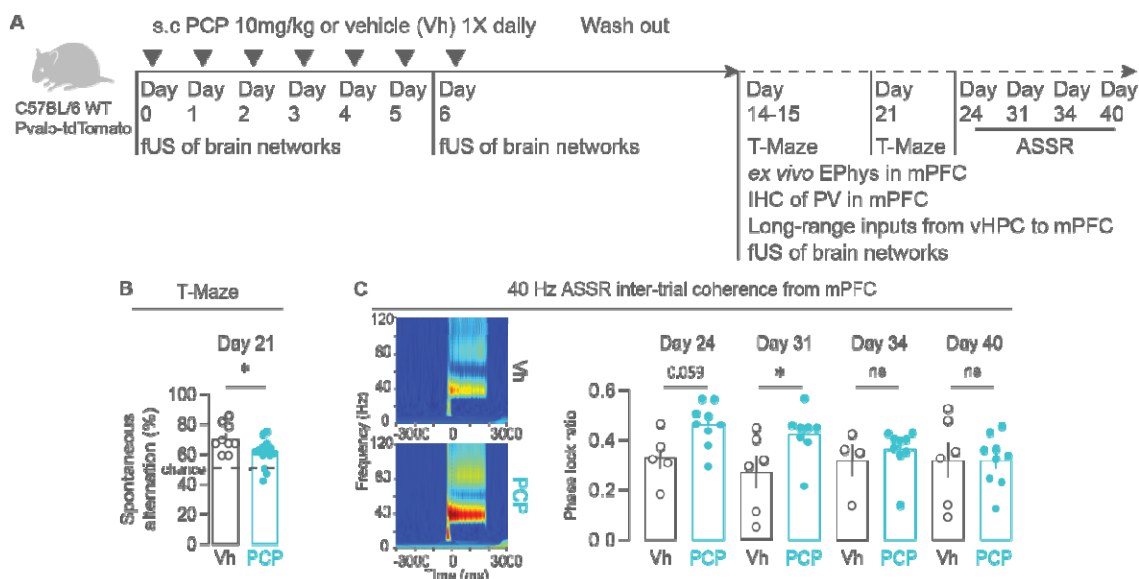 A
s.c PCP 10mg/kg or vehicle (Vh) 1X daily Wash out
C57BL/6 WT
Pvalb-tdTomato
Day Day Day Day Day Day Day Day Day Day Day Day Day
0 1 2 3 4 5 6 14-15 21 24 31 34 40
fUS of brain networks fUS of brain networks T-Maze T-Maze ASSR
ex vivo EPhys in mPFC
IHC of PV in mPFC
Long-range inputs from vHPC to mPFC
fUS of brain networks
B T-Maze
Day 21
*
Spontaneous
alternation (%)
100
80
60
chance
40
20
0
Vh PCP
C 40 Hz ASSR inter-trial coherence from mPFC
Frequency (Hz)
120
80
40
0
-3000 0 3000
Vh
120
80
40
0
-3000 0 3000
Time (ms)
PCP
Day 24 Day 31 Day 34 Day 40
0.059 * ns ns
Phase lock ratio
0.6
0.4
0.2
0.0
Vh PCP Vh PCP Vh PCP Vh PCP